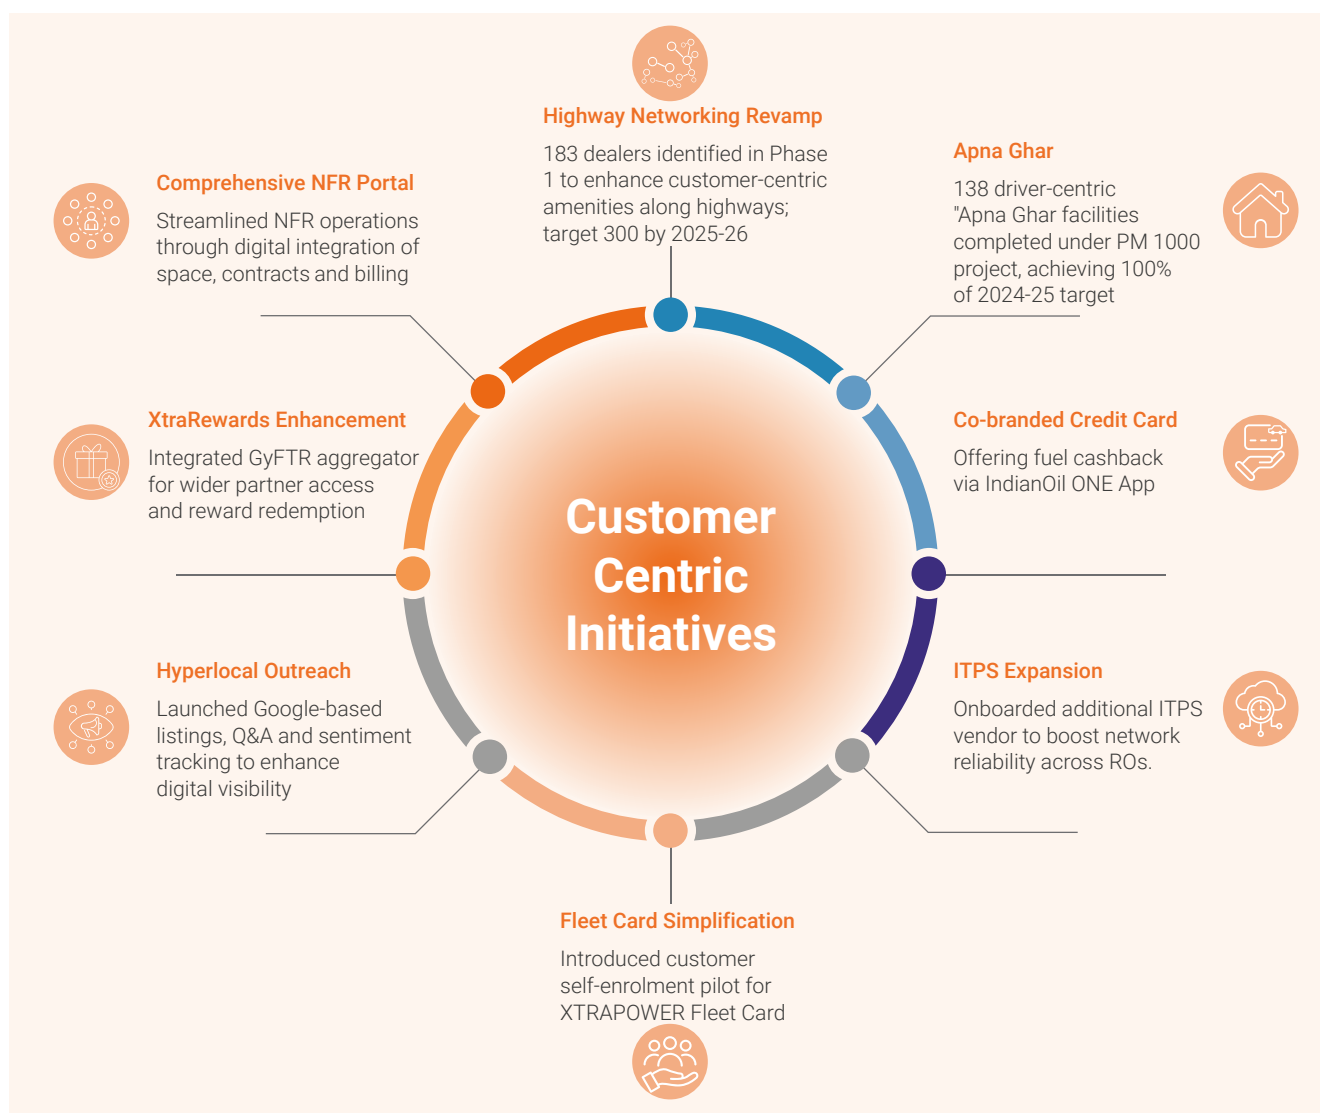 Highway Networking Revamp
183 dealers identified in Phase
1 to enhance customer-centric
amenities along highways;
target 300 by 2025-26
Apna Ghar
138 driver-centric
"Apna Ghar facilities
completed under PM 1000
project, achieving 100%
of 2024-25 target
Comprehensive NFR Portal
Streamlined NFR operations
through digital integration of
space, contracts and billing
XtraRewards Enhancement
Integrated GyFTR aggregator
for wider partner access
and reward redemption
Co-branded Credit Card
Offering fuel cashback
via IndianOil ONE App
Customer
Centric
Initiatives
Hyperlocal Outreach
Launched Google-based
listings, Q&A and sentiment
tracking to enhance
digital visibility
ITPS Expansion
Onboarded additional ITPS
vendor to boost network
reliability across ROs.
Fleet Card Simplification
Introduced customer
self-enrolment pilot for
XTRAPOWER Fleet Card